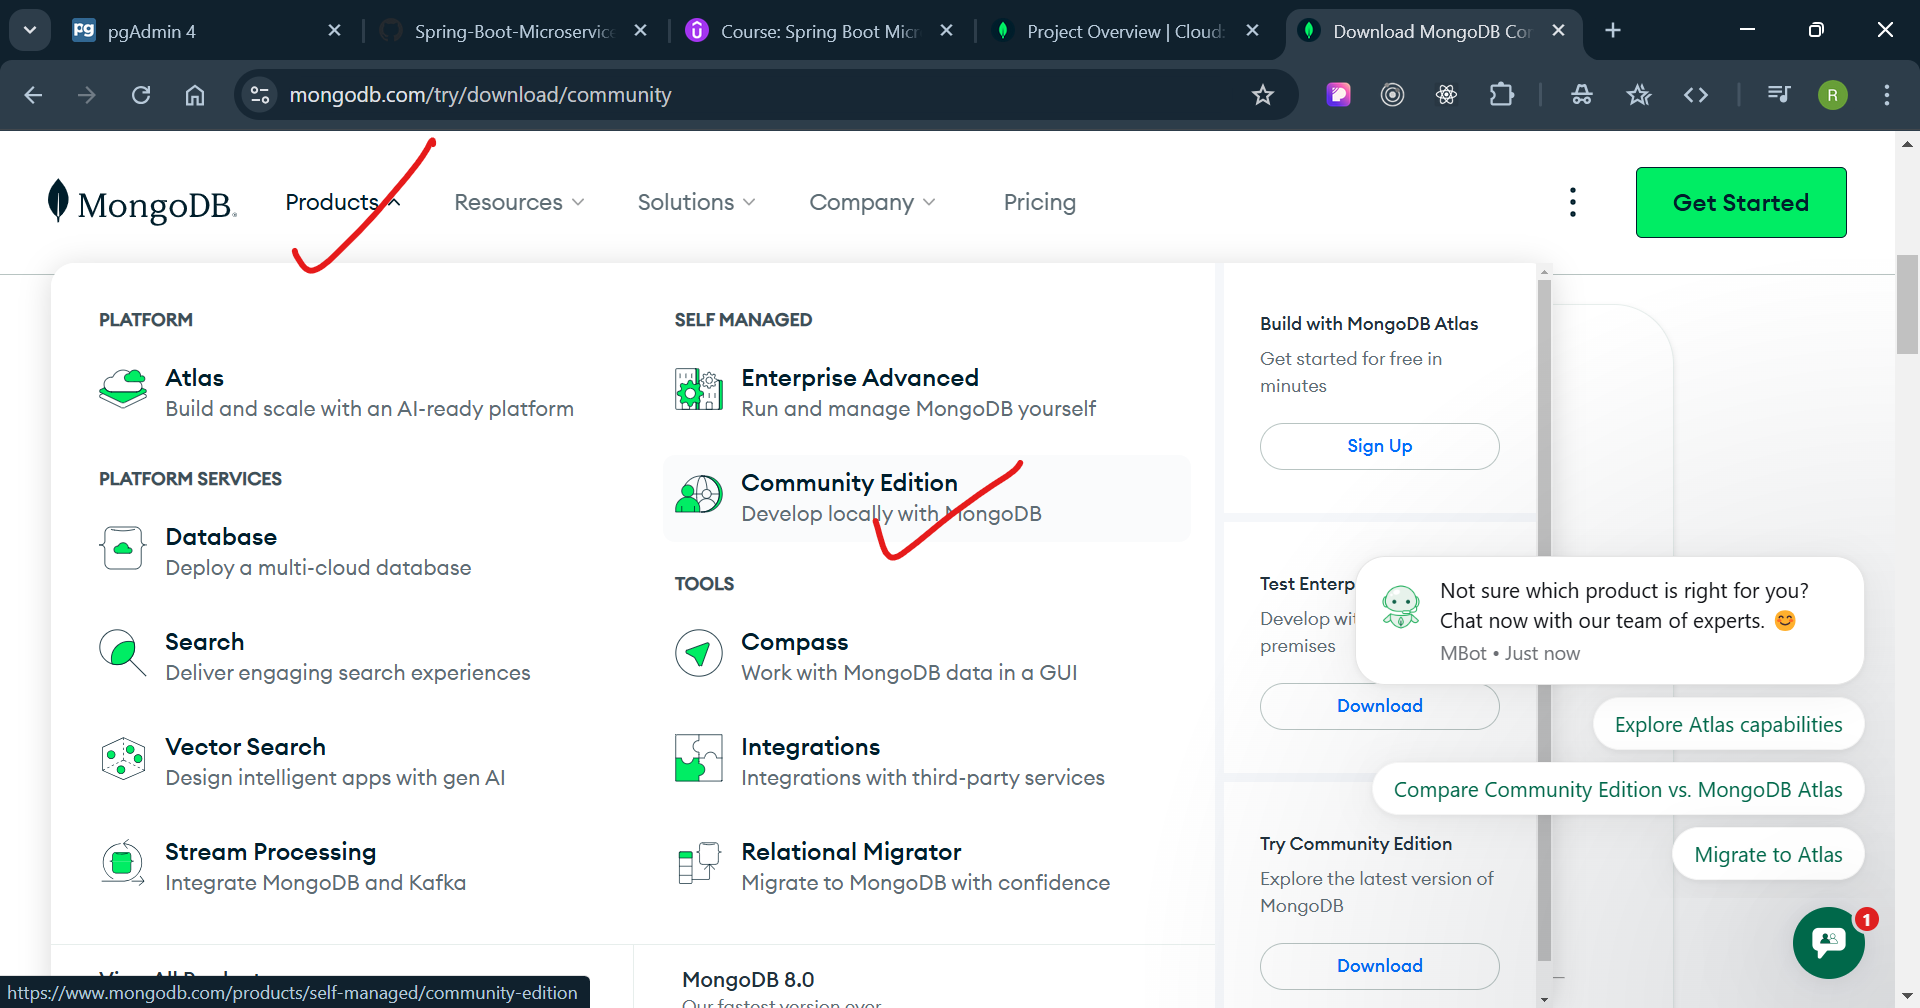 pgAdmin 4
Spring-Boot-Microservic
Course: Spring Boot Micr
Project Overview | Cloud:
Download MongoDB Co
mongodb.com/try/download/community
R
MongoDB.
Products
Resources
Solutions
Company
Pricing
Get Started
PLATFORM
Atlas
Build and scale with an AI-ready platform
PLATFORM SERVICES
Database
Deploy a multi-cloud database
Search
Deliver engaging search experiences
Vector Search
Design intelligent apps with gen AI
Stream Processing
Integrate MongoDB and Kafka
SELF MANAGED
Enterprise Advanced
Run and manage MongoDB yourself
Community Edition
Develop locally with MongoDB
TOOLS
Compass
Work with MongoDB data in a GUI
Integrations
Integrations with third-party services
Relational Migrator
Migrate to MongoDB with confidence
MongoDB 8.0
Our fastest version ever
Build with MongoDB Atlas
Get started for free in
minutes
Sign Up
Test Enterp
Develop wit
premises
Download
Try Community Edition
Explore the latest version of
MongoDB
Download
Not sure which product is right for you?
Chat now with our team of experts. 😊
MBot • Just now
Explore Atlas capabilities
Compare Community Edition vs. MongoDB Atlas
Migrate to Atlas
1
https://www.mongodb.com/products/self-managed/community-edition